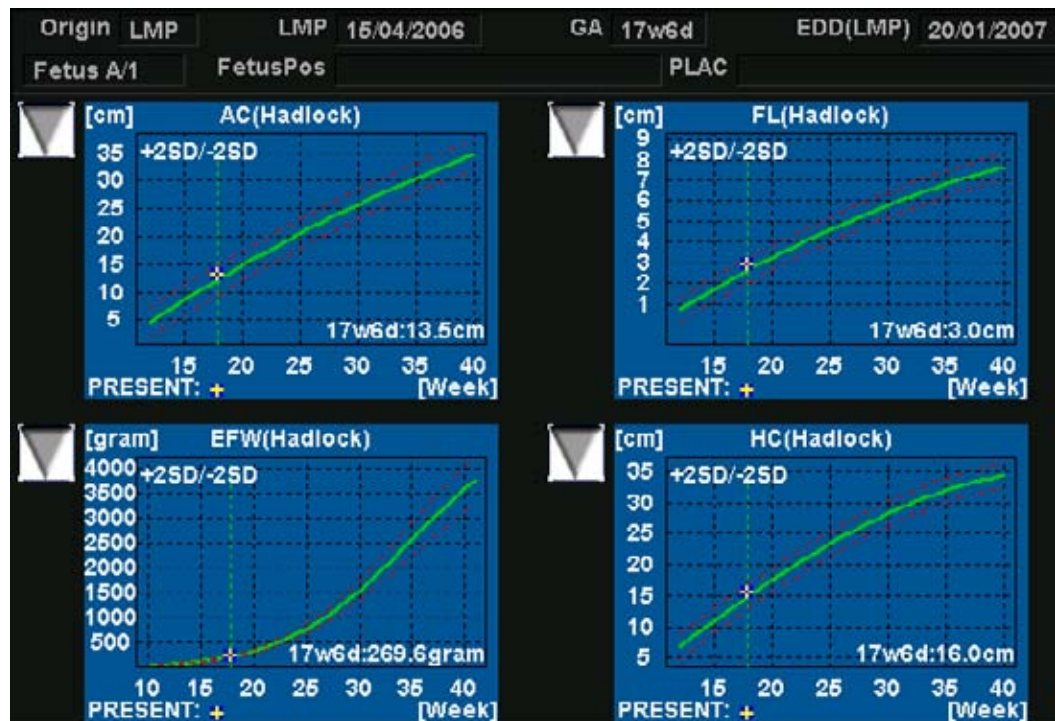 Origin LMP LMP 15/04/2006 GA 17w6d EDD(LMP) 20/01/2007
Fetus A/1 FetusPos PLAC
[cm] AC(Hadlock)
+2SD/-2SD
35
30
25
20
15
10
5
17w6d:13.5cm
15 20 25 30 35 40
PRESENT: [Week]
[cm] FL(Hadlock)
+2SD/-2SD
9
8
7
6
5
4
3
2
1
17w6d:3.0cm
15 20 25 30 35 40
PRESENT: [Week]
[gram] EFW(Hadlock)
+2SD/-2SD
4000
3500
3000
2500
2000
1500
1000
500
17w6d:269.6gram
10 15 20 25 30 35 40
PRESENT: [Week]
[cm] HC(Hadlock)
+2SD/-2SD
35
30
25
20
15
10
5
17w6d:16.0cm
15 20 25 30 35 40
PRESENT: [Week]